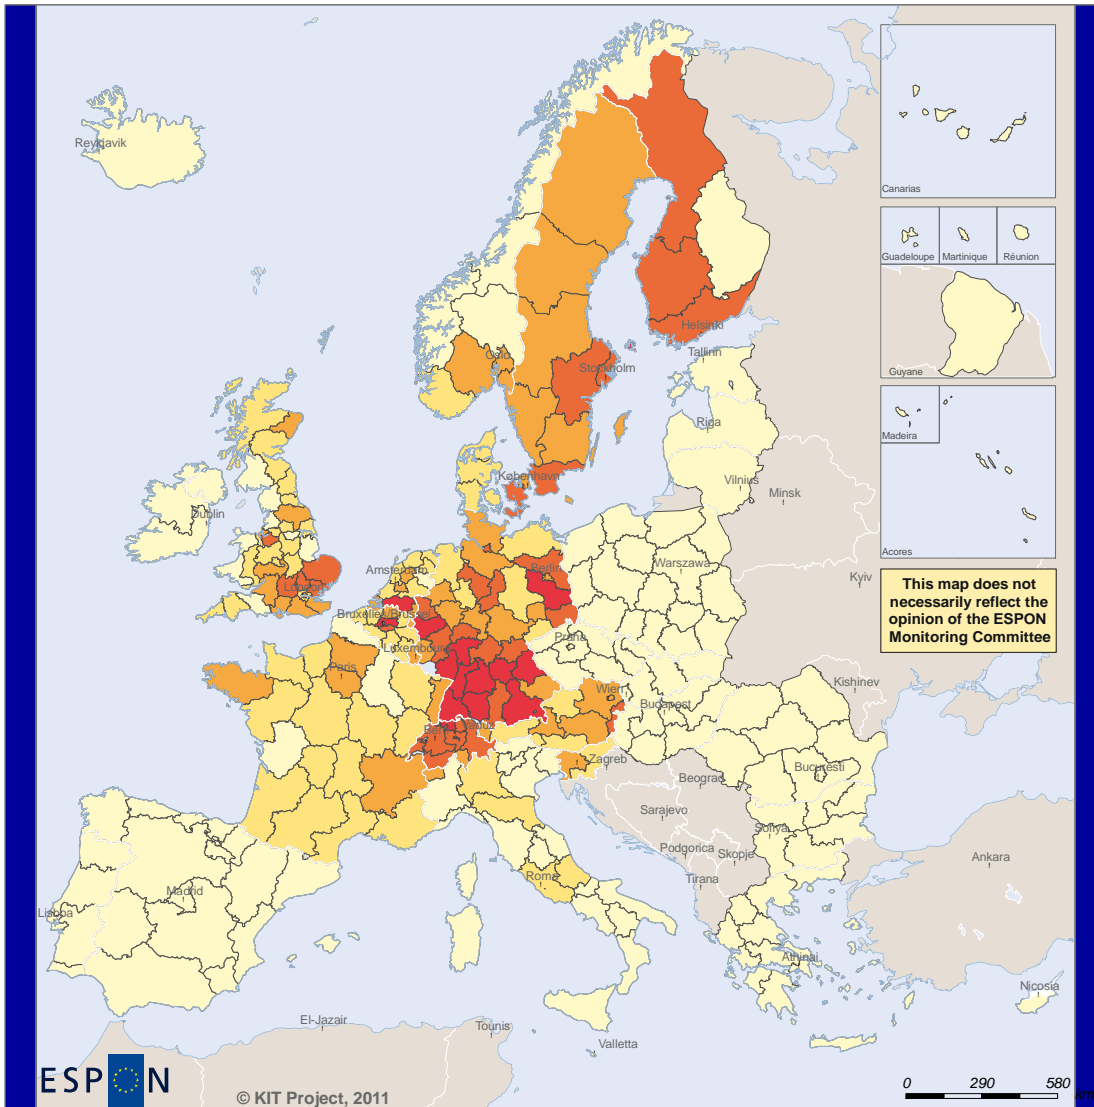 Reykjavik
Canarias
Guadeloupe
Martinique
Réunion
Guyane
Oslo
Helsinki
Tallinn
Stockholm
Riga
Madeira
København
Vilnius
Minsk
Dublin
Acores
Amsterdam
Berlin
Warszawa
London
Kyiv
This map does not
necessarily reflect the
opinion of the ESPON
Monitoring Committee
Bruxelles/Brussel
Praha
Luxembourg
Paris
Kishinev
Wien
Budapest
Bern
Vaduz
Zagreb
Bucuresti
Beograd
Sarajevo
Sofiya
Podgorica
Skopje
Ankara
Tirana
Roma
Madrid
Lisboa
Athinai
Nicosia
El-Jazair
Tounis
Valletta
ESPON
© KIT Project, 2011
0 290 580
km